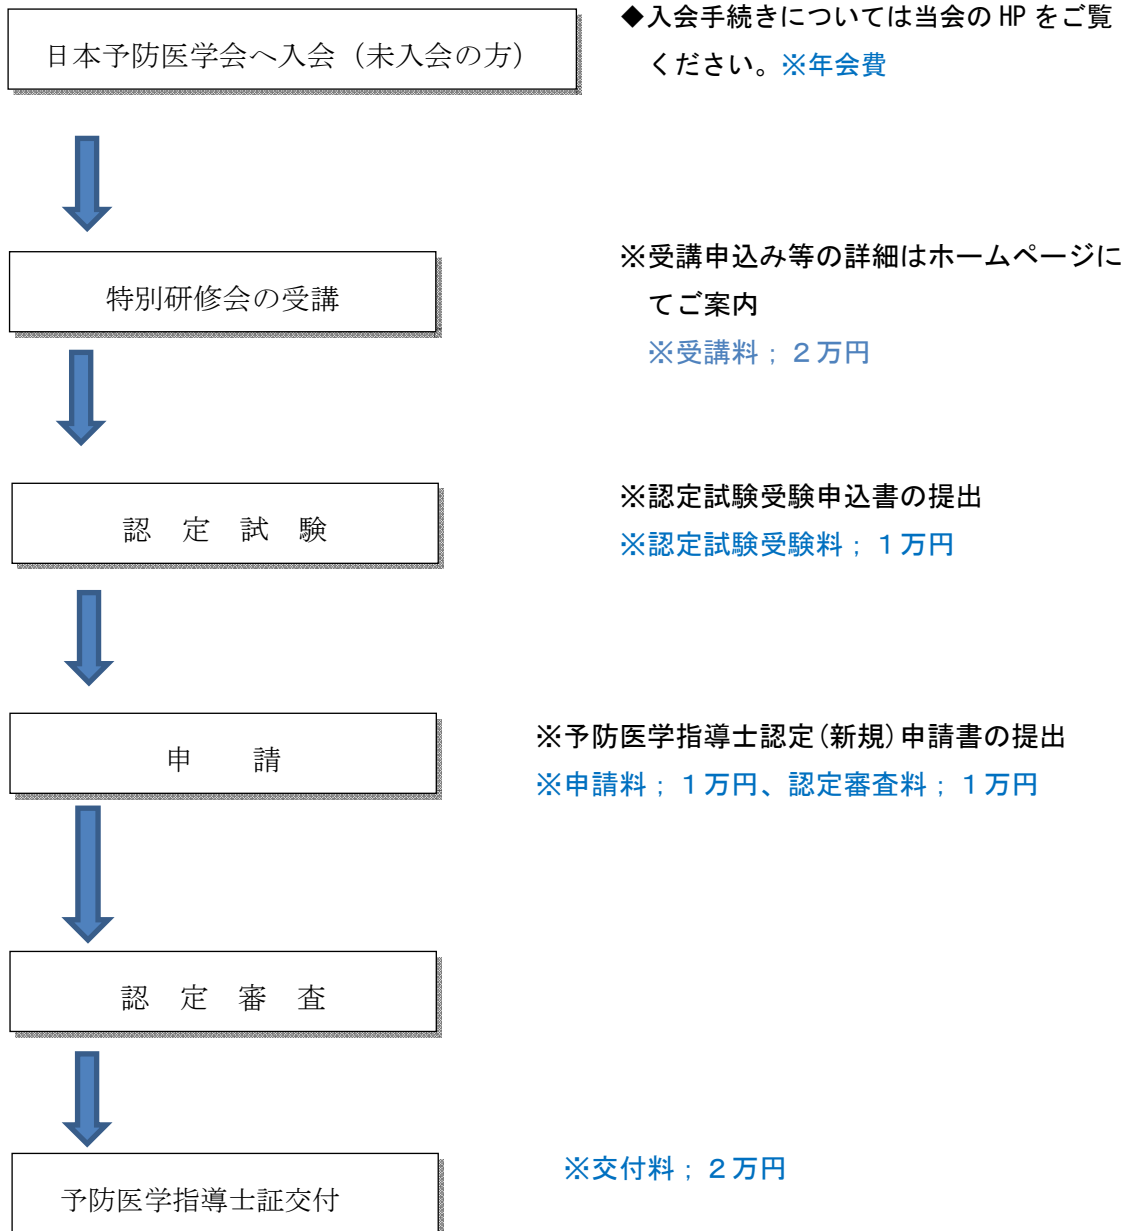 日本予防医学会へ入会（未入会の方）
◆入会手続きについては当会の HP をご覧
ください。※年会費
特別研修会の受講
※受講申込み等の詳細はホームページに
てご案内
※受講料；２万円
認　定　試　験
※認定試験受験申込書の提出
※認定試験受験料；１万円
申　　請
※予防医学指導士認定(新規)申請書の提出
※申請料；１万円、認定審査料；１万円
認　定　審　査
予防医学指導士証交付
※交付料；２万円